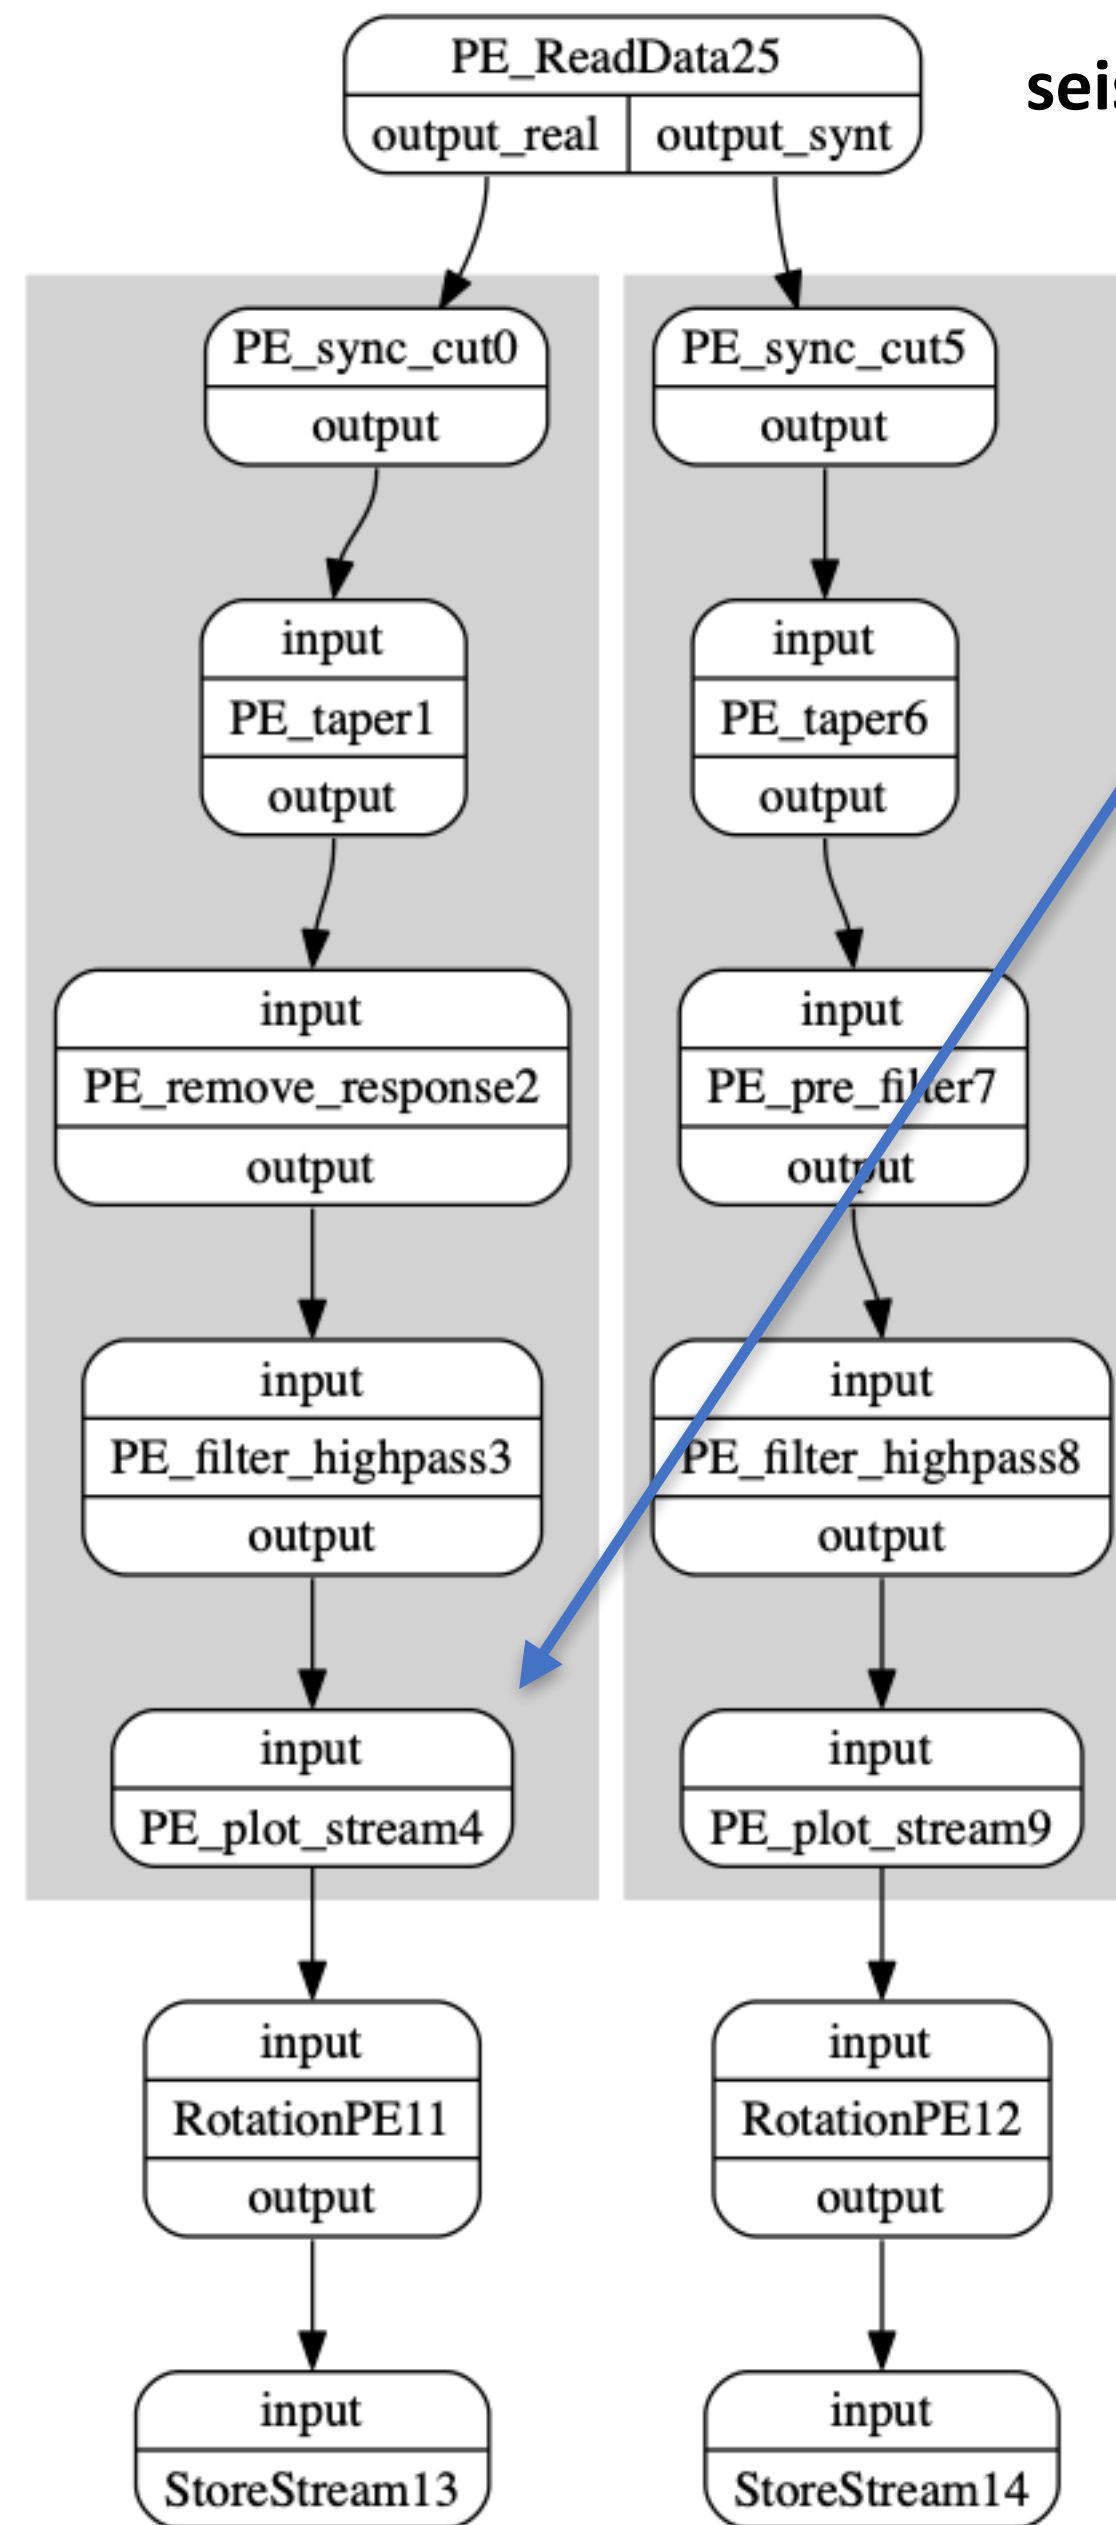 PE_ReadData25
output_real output_synt
seis
PE_sync_cut0
output
input
PE_taper1
output
input
PE_remove_response2
output
input
PE_filter_highpass3
output
input
PE_plot_stream4
input
RotationPE11
output
input
StoreStream13
PE_sync_cut5
output
input
PE_taper6
output
input
PE_pre_filter7
output
input
PE_filter_highpass8
output
input
PE_plot_stream9
input
RotationPE12
output
input
StoreStream14